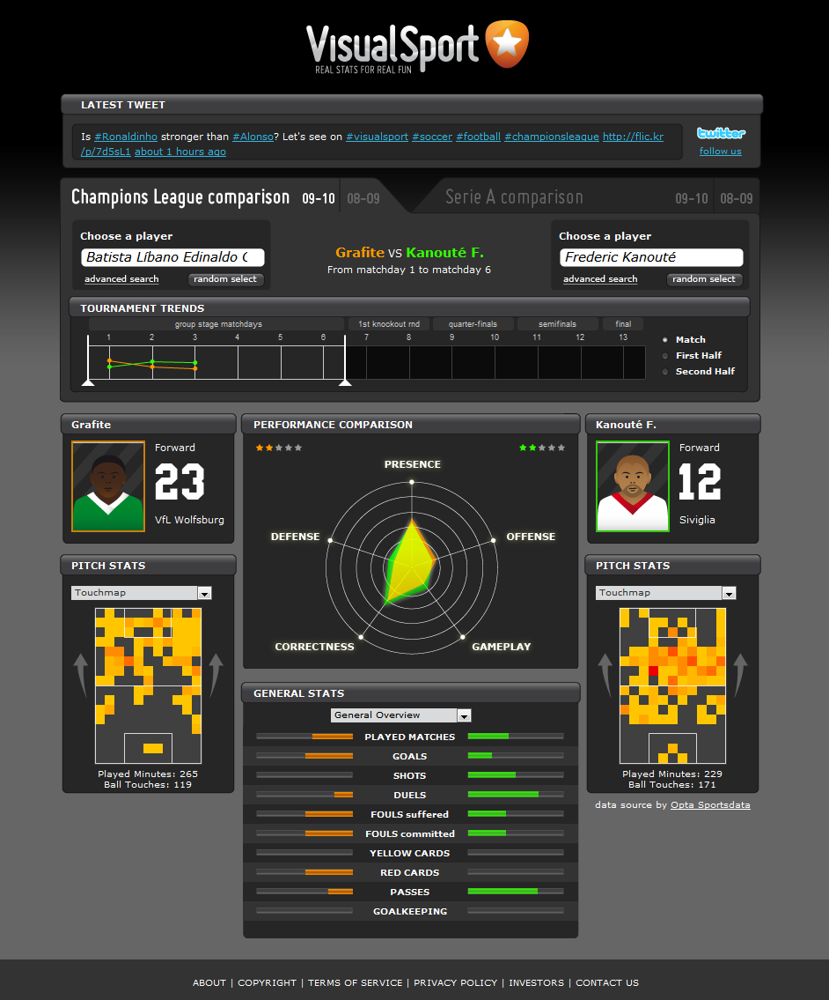 VisualSport
REAL STATS FOR REAL FUN
LATEST TWEET
Is #Ronaldinho stronger than #Alonso? Let's see on #visualsport #soccer #football #championsleague http://flic.kr
/p/7d5sL1 about 1 hours ago
twitter
follow us
Champions League comparison 09-10 08-09
Serie A comparison 09-10 08-09
Choose a player
Batista Líbano Edinaldo
advanced search random select
Grafite VS Kanouté F.
From matchday 1 to matchday 6
Choose a player
Frederic Kanouté
advanced search random select
TOURNAMENT TRENDS
group stage matchdays 1st knockout rnd quarter-finals semifinals final
1 2 3 4 5 6 7 8 9 10 11 12 13
Match
First Half
Second Half
Grafite
Forward
23
VfL Wolfsburg
PITCH STATS
Touchmap
Played Minutes: 265
Ball Touches: 119
PERFORMANCE COMPARISON
PRESENCE
DEFENSE
OFFENSE
CORRECTNESS
GAMEPLAY
GENERAL STATS
General Overview
PLAYED MATCHES
GOALS
SHOTS
DUELS
FOULS suffered
FOULS committed
YELLOW CARDS
RED CARDS
PASSES
GOALKEEPING
Kanouté F.
Forward
12
Siviglia
PITCH STATS
Touchmap
Played Minutes: 229
Ball Touches: 171
data source by Opta Sportsdata
ABOUT | COPYRIGHT | TERMS OF SERVICE | PRIVACY POLICY | INVESTORS | CONTACT US